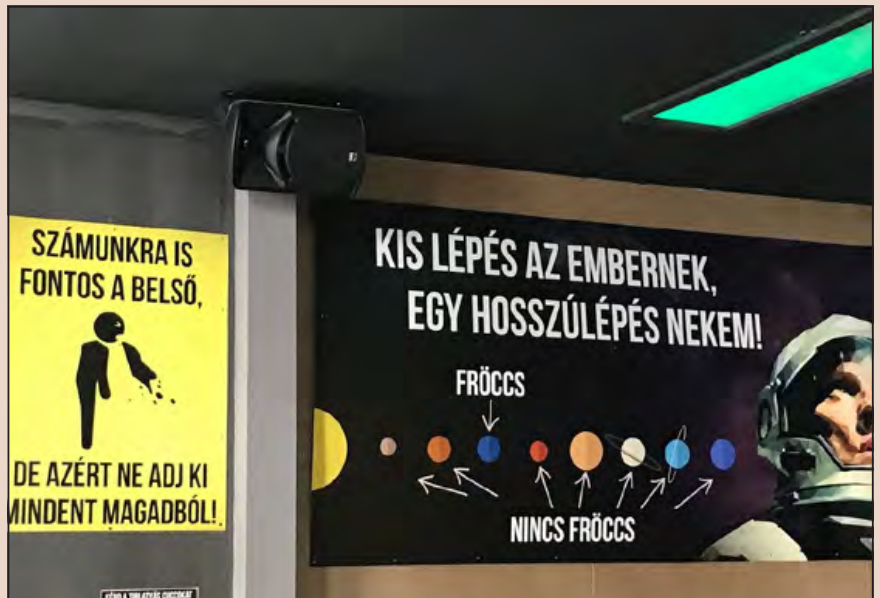 SZÁMUNKRA IS
FONTOS A BELSŐ,
DE AZÉRT NE ADJ KI
MINDENT MAGADBÓL!
KIS LÉPÉS AZ EMBERNEK,
EGY HOSSZÚLÉPÉS NEKEM!
FRÖCCS
NINCS FRÖCCS